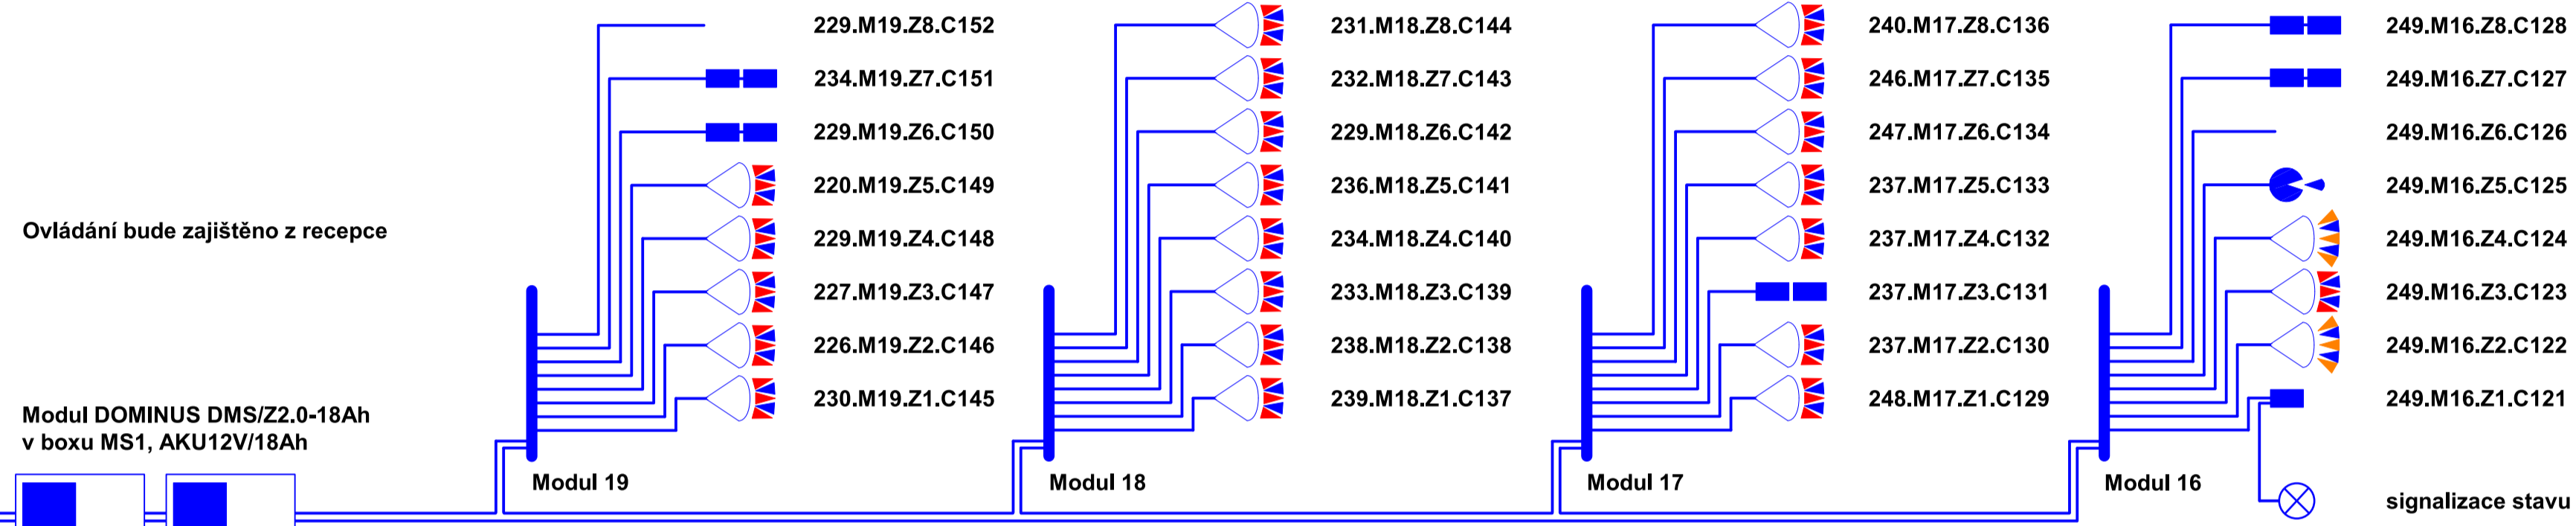 Ovládání bude zajištěno z recepce
Modul DOMINUS DMS/Z2.0-18Ah
v boxu MS1, AKU12V/18Ah
229.M19.Z8.C152
234.M19.Z7.C151
229.M19.Z6.C150
220.M19.Z5.C149
229.M19.Z4.C148
227.M19.Z3.C147
226.M19.Z2.C146
230.M19.Z1.C145
Modul 19
231.M18.Z8.C144
232.M18.Z7.C143
229.M18.Z6.C142
236.M18.Z5.C141
234.M18.Z4.C140
233.M18.Z3.C139
238.M18.Z2.C138
239.M18.Z1.C137
Modul 18
240.M17.Z8.C136
246.M17.Z7.C135
247.M17.Z6.C134
237.M17.Z5.C133
237.M17.Z4.C132
237.M17.Z3.C131
237.M17.Z2.C130
248.M17.Z1.C129
Modul 17
249.M16.Z8.C128
249.M16.Z7.C127
249.M16.Z6.C126
249.M16.Z5.C125
249.M16.Z4.C124
249.M16.Z3.C123
249.M16.Z2.C122
249.M16.Z1.C121
Modul 16
signalizace stavu